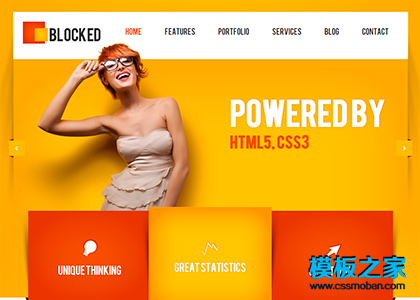 BLOCKED
HOME FEATURES PORTFOLIO SERVICES BLOG CONTACT
POWERED BY
HTML5, CSS3
UNIQUE THINKING
GREAT STATISTICS
模板之家
www.cssmoban.com